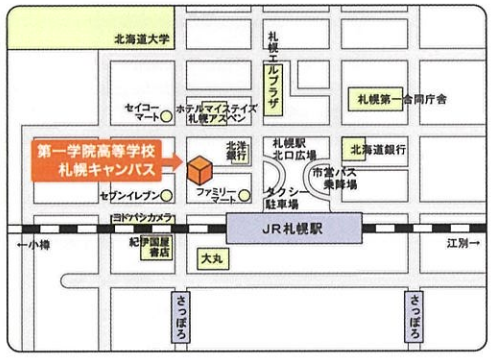 北海道大学
札幌エルプラザ
セイコー
マート
ホテルマイステイズ
札幌アスペン
札幌第一合同庁舎
第一学院高等学校
札幌キャンパス
北洋
銀行
札幌駅
北口広場
北海道銀行
市営バス
乗降場
セブンイレブン
ファミリー
マート
タクシー
駐車場
ヨドバシカメラ
JR札幌駅
←小樽
紀伊国屋
書店
大丸
江別→
さっぽろ
さっぽろ